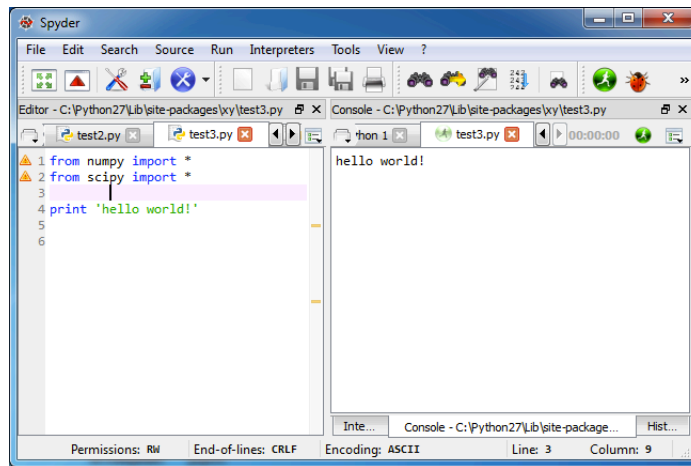 Spyder
File Edit Search Source Run Interpreters Tools View ?
»
Editor - C:\Python27\Lib\site-packages\xy\test3.py
Console - C:\Python27\Lib\site-packages\xy\test3.py
test2.py test3.py
thon 1 test3.py 00:00:00
1 from numpy import *
2 from scipy import *
3
4 print 'hello world!'
5
6
hello world!
Inte... Console - C:\Python27\Lib\site-package... Hist...
Permissions: RW End-of-lines: CRLF Encoding: ASCII Line: 3 Column: 9